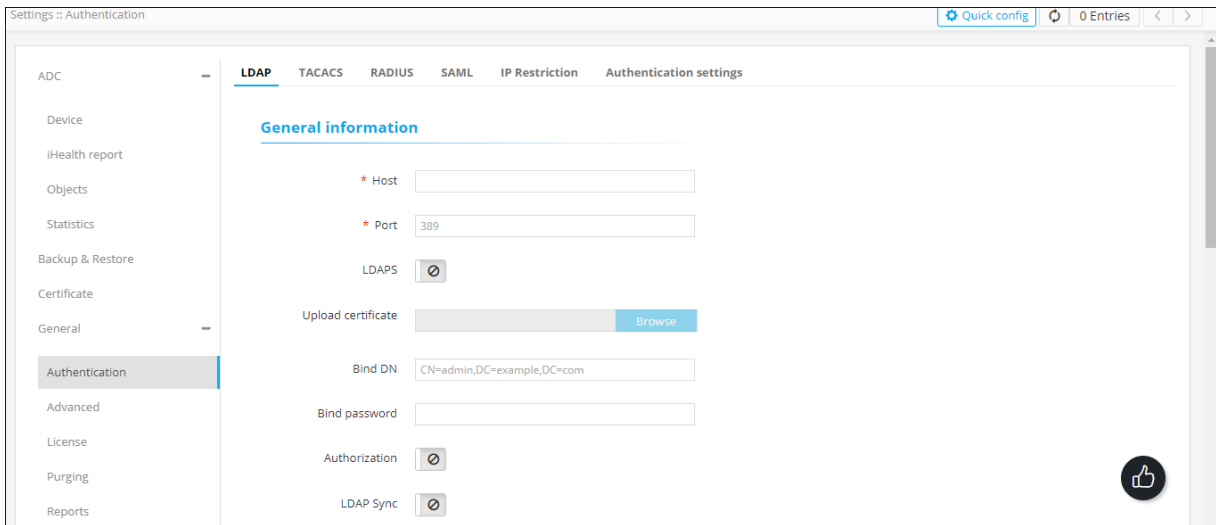 Settings :: Authentication
Quick config
0 Entries
ADC
Device
iHealth report
Objects
Statistics
Backup & Restore
Certificate
General
Authentication
Advanced
License
Purging
Reports
LDAP TACACS RADIUS SAML IP Restriction Authentication settings
General information
* Host
* Port 389
LDAPS
Upload certificate Browse
Bind DN CN=admin,DC=example,DC=com
Bind password
Authorization
LDAP Sync